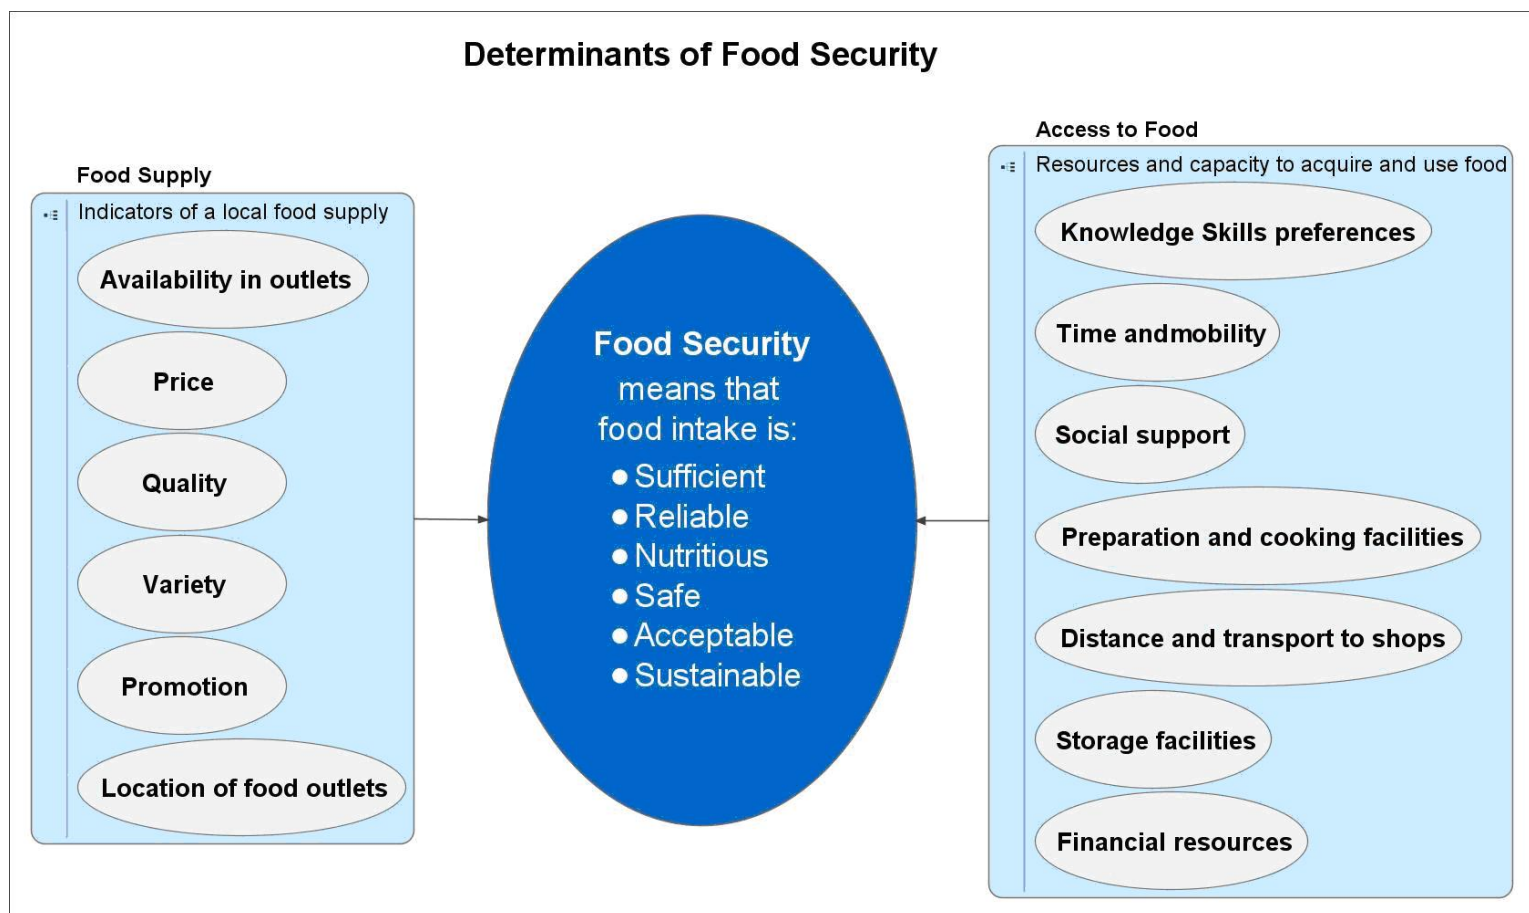 Determinants of Food Security
Food Supply
Indicators of a local food supply
Availability in outlets
Price
Quality
Variety
Promotion
Location of food outlets
Food Security
means that
food intake is:
● Sufficient
● Reliable
● Nutritious
● Safe
● Acceptable
● Sustainable
Access to Food
Resources and capacity to acquire and use food
Knowledge Skills preferences
Time andmobility
Social support
Preparation and cooking facilities
Distance and transport to shops
Storage facilities
Financial resources